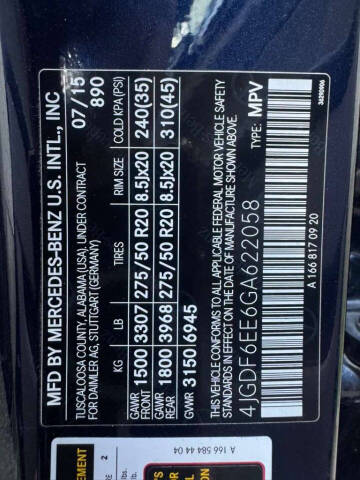 MFD BY MERCEDES-BENZ U.S. INTL., INC
TUSCALOOSA COUNTY, ALABAMA (USA), UNDER CONTRACT
FOR DAIMLER AG, STUTTGART (GERMANY)
07/15
890
KG LB TIRES RIM SIZE COLD KPA (PSI)
GAWR FRONT 1500 3307 275/50 R20 8.5Jx20 240(35)
GAWR REAR 1800 3968 275/50 R20 8.5Jx20 310(45)
GVWR 3150 6945
THIS VEHICLE CONFORMS TO ALL APPLICABLE FEDERAL MOTOR VEHICLE SAFETY
STANDARDS IN EFFECT ON THE DATE OF MANUFACTURE SHOWN ABOVE.
4JGDF6EE6GA622058
TYPE: MPV
A 166 817 09 20
A 166 584 44 04
EMENT
2
lbs.